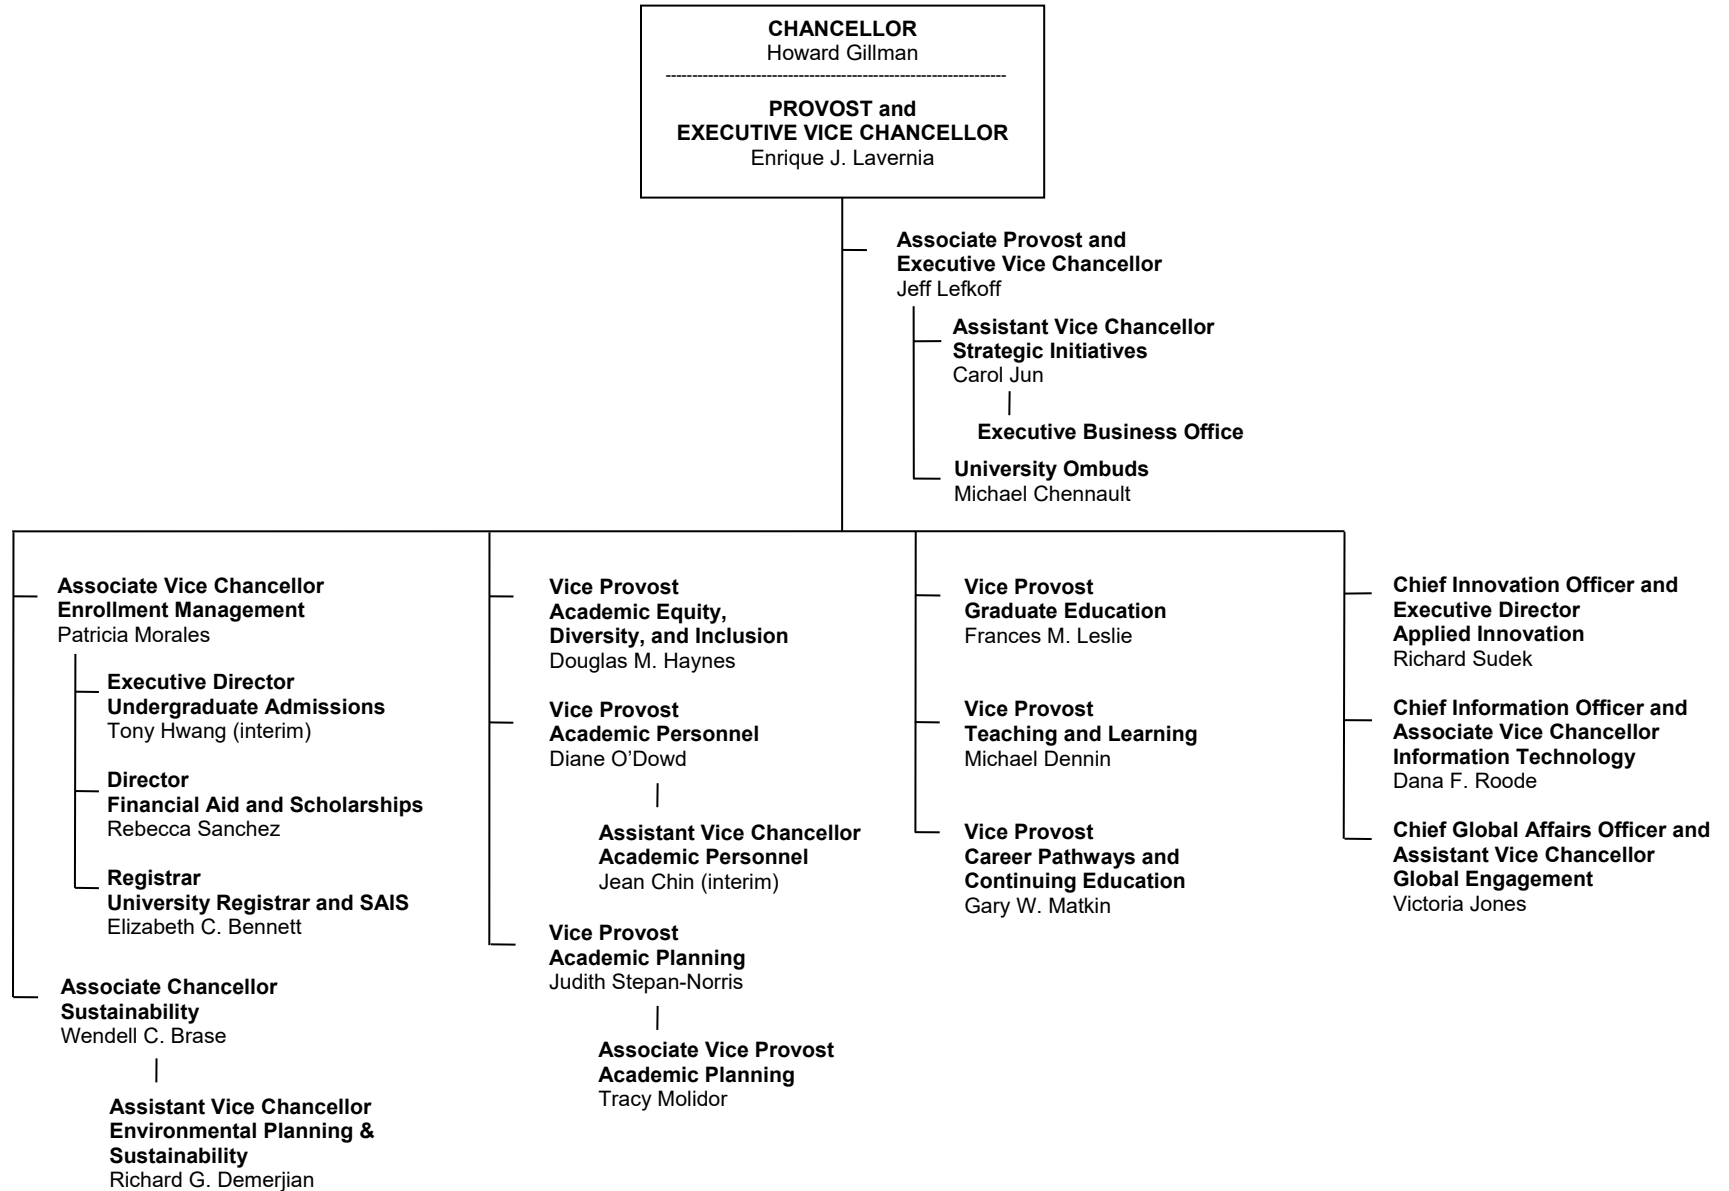 CHANCELLOR
Howard Gillman
----------------------------------------------------------------
PROVOST and
EXECUTIVE VICE CHANCELLOR
Enrique J. Lavernia
Associate Provost and
Executive Vice Chancellor
Jeff Lefkoff
Assistant Vice Chancellor
Strategic Initiatives
Carol Jun
Executive Business Office
University Ombuds
Michael Chennault
Associate Vice Chancellor
Enrollment Management
Patricia Morales
Executive Director
Undergraduate Admissions
Tony Hwang (interim)
Director
Financial Aid and Scholarships
Rebecca Sanchez
Registrar
University Registrar and SAIS
Elizabeth C. Bennett
Associate Chancellor
Sustainability
Wendell C. Brase
Assistant Vice Chancellor
Environmental Planning &
Sustainability
Richard G. Demerjian
Vice Provost
Academic Equity,
Diversity, and Inclusion
Douglas M. Haynes
Vice Provost
Academic Personnel
Diane O’Dowd
Assistant Vice Chancellor
Academic Personnel
Jean Chin (interim)
Vice Provost
Academic Planning
Judith Stepan-Norris
Associate Vice Provost
Academic Planning
Tracy Molidor
Vice Provost
Graduate Education
Frances M. Leslie
Vice Provost
Teaching and Learning
Michael Dennin
Vice Provost
Career Pathways and
Continuing Education
Gary W. Matkin
Chief Innovation Officer and
Executive Director
Applied Innovation
Richard Sudek
Chief Information Officer and
Associate Vice Chancellor
Information Technology
Dana F. Roode
Chief Global Affairs Officer and
Assistant Vice Chancellor
Global Engagement
Victoria Jones